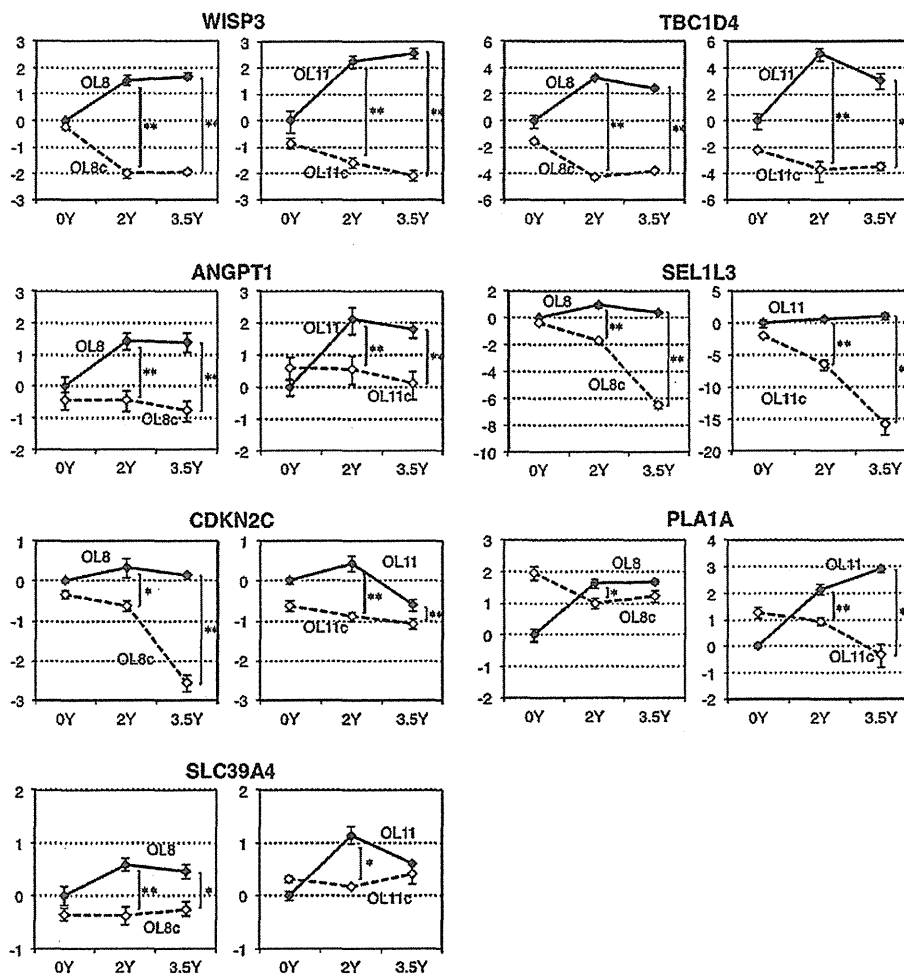 WISP3
TBC1D4
3
2
1
0
-1
-2
-3
OL8
OL8c
**
**
0Y 2Y 3.5Y
3
2
1
0
-1
-2
-3
OL11
OL11c
**
**
0Y 2Y 3.5Y
6
4
2
0
-2
-4
-6
OL8
OL8c
**
**
0Y 2Y 3.5Y
6
4
2
0
-2
-4
-6
OL11
OL11c
**
*
0Y 2Y 3.5Y
ANGPT1
SEL1L3
3
2
1
0
-1
-2
OL8
OL8c
**
**
0Y 2Y 3.5Y
3
2
1
0
-1
-2
OL11
OL11c
**
**
0Y 2Y 3.5Y
2
0
-2
-4
-6
-8
-10
OL8
OL8c
**
**
0Y 2Y 3.5Y
5
0
-5
-10
-15
-20
OL11
OL11c
**
*
0Y 2Y 3.5Y
CDKN2C
PLA1A
1
0
-1
-2
-3
OL8
OL8c
*
**
0Y 2Y 3.5Y
1
0
-1
-2
-3
OL11
OL11c
**
**
0Y 2Y 3.5Y
3
2
1
0
-1
-2
OL8
OL8c
*
0Y 2Y 3.5Y
4
3
2
1
0
-1
-2
OL11
OL11c
**
*
0Y 2Y 3.5Y
SLC39A4
2
1
0
-1
OL8
OL8c
**
*
0Y 2Y 3.5Y
2
1
0
-1
OL11
OL11c
*
0Y 2Y 3.5Y